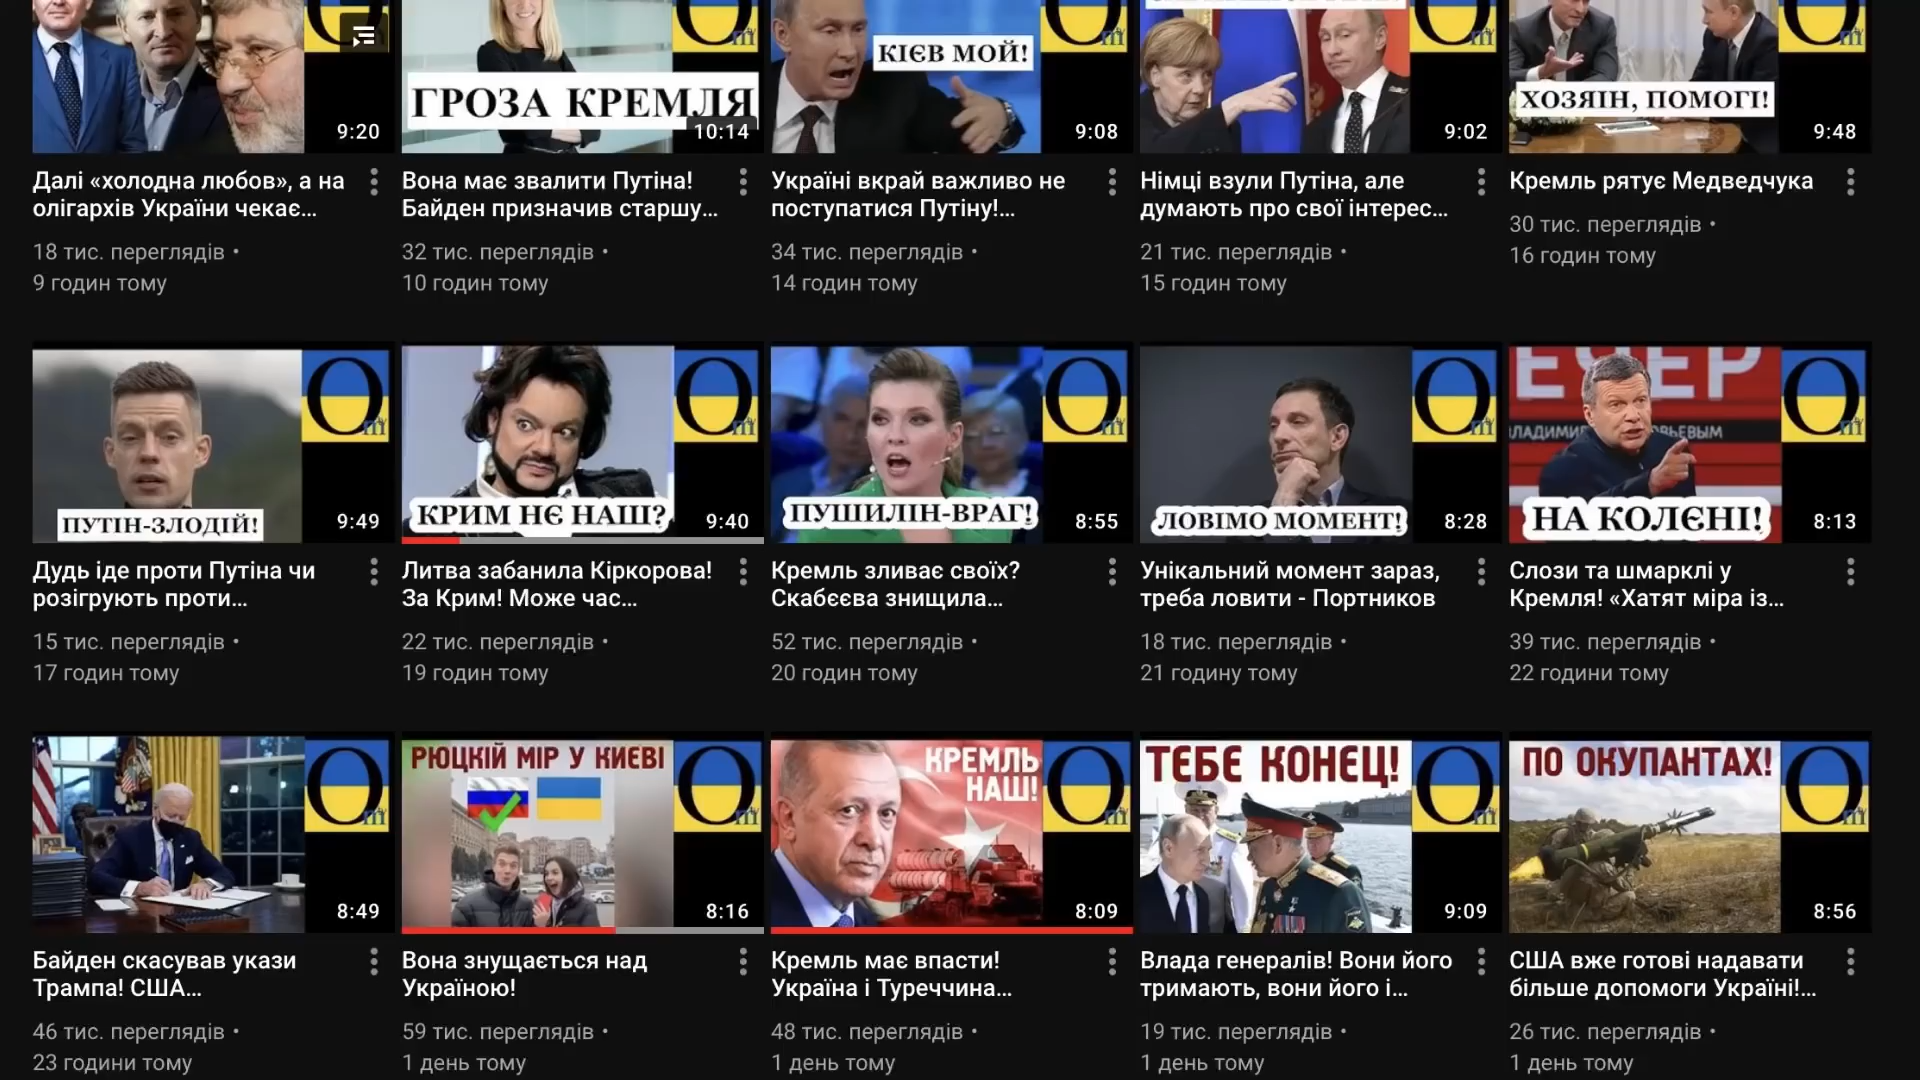 КІЄВ МОЙ!
ГРОЗА КРЕМЛЯ
ХОЗЯІН, ПОМОГІ!
9:20
10:14
9:08
9:02
9:48
Далі «холодна любов», а на
олігархів України чекає...
18 тис. переглядів •
9 годин тому
Вона має звалити Путіна!
Байден призначив старшу...
32 тис. переглядів •
10 годин тому
Україні вкрай важливо не
поступатися Путіну!...
34 тис. переглядів •
14 годин тому
Німці взули Путіна, але
думають про свої інтерес...
21 тис. переглядів •
15 годин тому
Кремль рятує Медведчука
30 тис. переглядів •
16 годин тому
ПУТІН-ЗЛОДІЙ!
9:49
КРИМ НЄ НАШ?
9:40
ПУШИЛІН-ВРАГ!
8:55
ЛОВІМО МОМЕНТ!
8:28
НА КОЛЄНІ!
8:13
Дудь іде проти Путіна чи
розігрують проти...
15 тис. переглядів •
17 годин тому
Литва забанила Кіркорова!
За Крим! Може час...
22 тис. переглядів •
19 годин тому
Кремль зливає своїх?
Скабєєва знищила...
52 тис. переглядів •
20 годин тому
Унікальний момент зараз,
треба ловити - Портников
18 тис. переглядів •
21 годину тому
Слози та шмарклі у
Кремля! «Хатят міра із...
39 тис. переглядів •
22 години тому
8:49
РЮЦКІЙ МІР У КИЄВІ
8:16
КРЕМЛЬ
НАШ!
8:09
ТЕБЕ КОНЕЦ!
9:09
ПО ОКУПАНТАХ!
8:56
Байден скасував укази
Трампа! США...
46 тис. переглядів •
23 години тому
Вона знущається над
Україною!
59 тис. переглядів •
1 день тому
Кремль має впасти!
Україна і Туреччина...
48 тис. переглядів •
1 день тому
Влада генералів! Вони його
тримають, вони його і...
19 тис. переглядів •
1 день тому
США вже готові надавати
більше допомоги Україні!...
26 тис. переглядів •
1 день тому